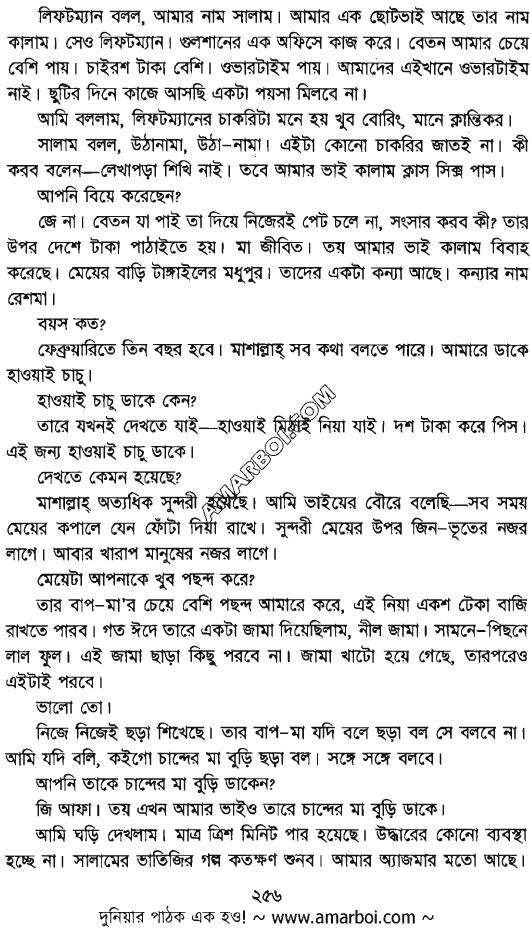 লিফটম্যান বলল, আমার নাম সালাম। আমার এক ছোটভাই আছে তার নাম
কালাম। সেও লিফটম্যান। গুলশানের এক অফিসে কাজ করে। বেতন আমার চেয়ে
বেশি পায়। চাইরশ টাকা বেশি। ওভারটাইম পায়। আমাদের এইখানে ওভারটাইম
নাই। ছুটির দিনে কাজে আসছি একটা পয়সা মিলবে না।
আমি বললাম, লিফটম্যানের চাকরিটা মনে হয় খুব বোরিং, মানে ক্লান্তিকর।
সালাম বলল, উঠানামা, উঠা-নামা। এইটা কোনো চাকরির জাতই না। কী
করব বলেন—লেখাপড়া শিখি নাই। তবে আমার ভাই কালাম ক্লাস সিক্স পাস।
আপনি বিয়ে করেছেন?
জে না। বেতন যা পাই তা দিয়ে নিজেরই পেট চলে না, সংসার করব কী? তার
উপর দেশে টাকা পাঠাইতে হয়। মা জীবিত। তয় আমার ভাই কালাম বিবাহ
করেছে। মেয়ের বাড়ি টাঙ্গাইলের মধুপুর। তাদের একটা কন্যা আছে। কন্যার নাম
রেশমা।
বয়স কত?
ফেব্রুয়ারিতে তিন বছর হবে। মাশাল্লাহ্ সব কথা বলতে পারে। আমারে ডাকে
হাওয়াই চাচু।
হাওয়াই চাচু ডাকে কেন?
তারে যখনই দেখতে যাই—হাওয়াই মিঠাই নিয়া যাই। দশ টাকা করে পিস।
এই জন্য হাওয়াই চাচু ডাকে।
দেখতে কেমন হয়েছে?
মাশাল্লাহ্ অত্যধিক সুন্দরী হয়েছে। আমি ভাইয়ের বৌরে বলেছি—সব সময়
মেয়ের কপালে যেন ফোঁটা দিয়া রাখে। সুন্দরী মেয়ের উপর জিন-ভূতের নজর
লাগে। আবার খারাপ মানুষের নজর লাগে।
মেয়েটা আপনাকে খুব পছন্দ করে?
তার বাপ-মা'র চেয়ে বেশি পছন্দ আমারে করে, এই নিয়া একশ টেকা বাজি
রাখতে পারব। গত ঈদে তারে একটা জামা দিয়েছিলাম, নীল জামা। সামনে-পিছনে
লাল ফুল। এই জামা ছাড়া কিছু পরবে না। জামা খাটো হয়ে গেছে, তারপরেও
এইটাই পরবে।
ভালো তো।
নিজে নিজেই ছড়া শিখেছে। তার বাপ-মা যদি বলে ছড়া বল সে বলবে না।
আমি যদি বলি, কইগো চান্দের মা বুড়ি ছড়া বল। সঙ্গে সঙ্গে বলবে।
আপনি তাকে চান্দের মা বুড়ি ডাকেন?
জি আফা। তয় এখন আমার ভাইও তারে চান্দের মা বুড়ি ডাকে।
আমি ঘড়ি দেখলাম। মাত্র ত্রিশ মিনিট পার হয়েছে। উদ্ধারের কোনো ব্যবস্থা
হচ্ছে না। সালামের ভাতিজির গল্প কতক্ষণ শুনব। আমার অ্যাজমার মতো আছে।
AMARBOI.COM
২৫৬
দুনিয়ার পাঠক এক হও! ~ www.amarboi.com ~